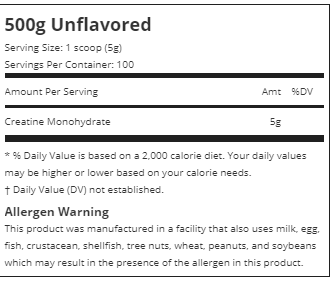 500g Unflavored
Serving Size: 1 scoop (5g)
Servings Per Container: 100
Amount Per Serving Amt %DV
Creatine Monohydrate 5g
* % Daily Value is based on a 2,000 calorie diet. Your daily values
may be higher or lower based on your calorie needs.
† Daily Value (DV) not established.
Allergen Warning
This product was manufactured in a facility that also uses milk, egg,
fish, crustacean, shellfish, tree nuts, wheat, peanuts, and soybeans
which may result in the presence of the allergen in this product.